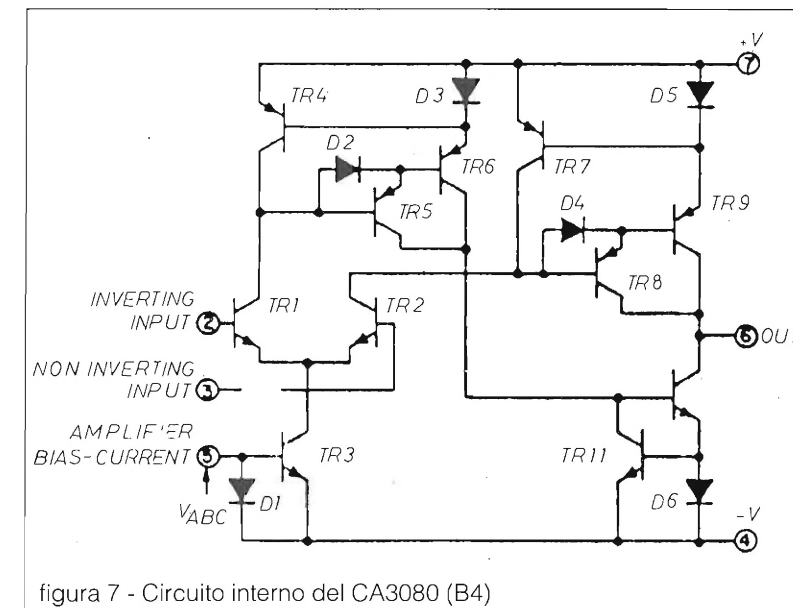 +V
7
TR4
D3
D5
D2
TR6
TR7
TR9
TR5
D4
TR8
INVERTING
INPUT 2
TR1
TR2
6 OU
NON INVERTING
INPUT 3
AMPLIFIER
BIAS-CURRENT 5
TR3
TR11
VABC
D1
D6
-V
4
figura 7 - Circuito interno del CA3080 (B4)